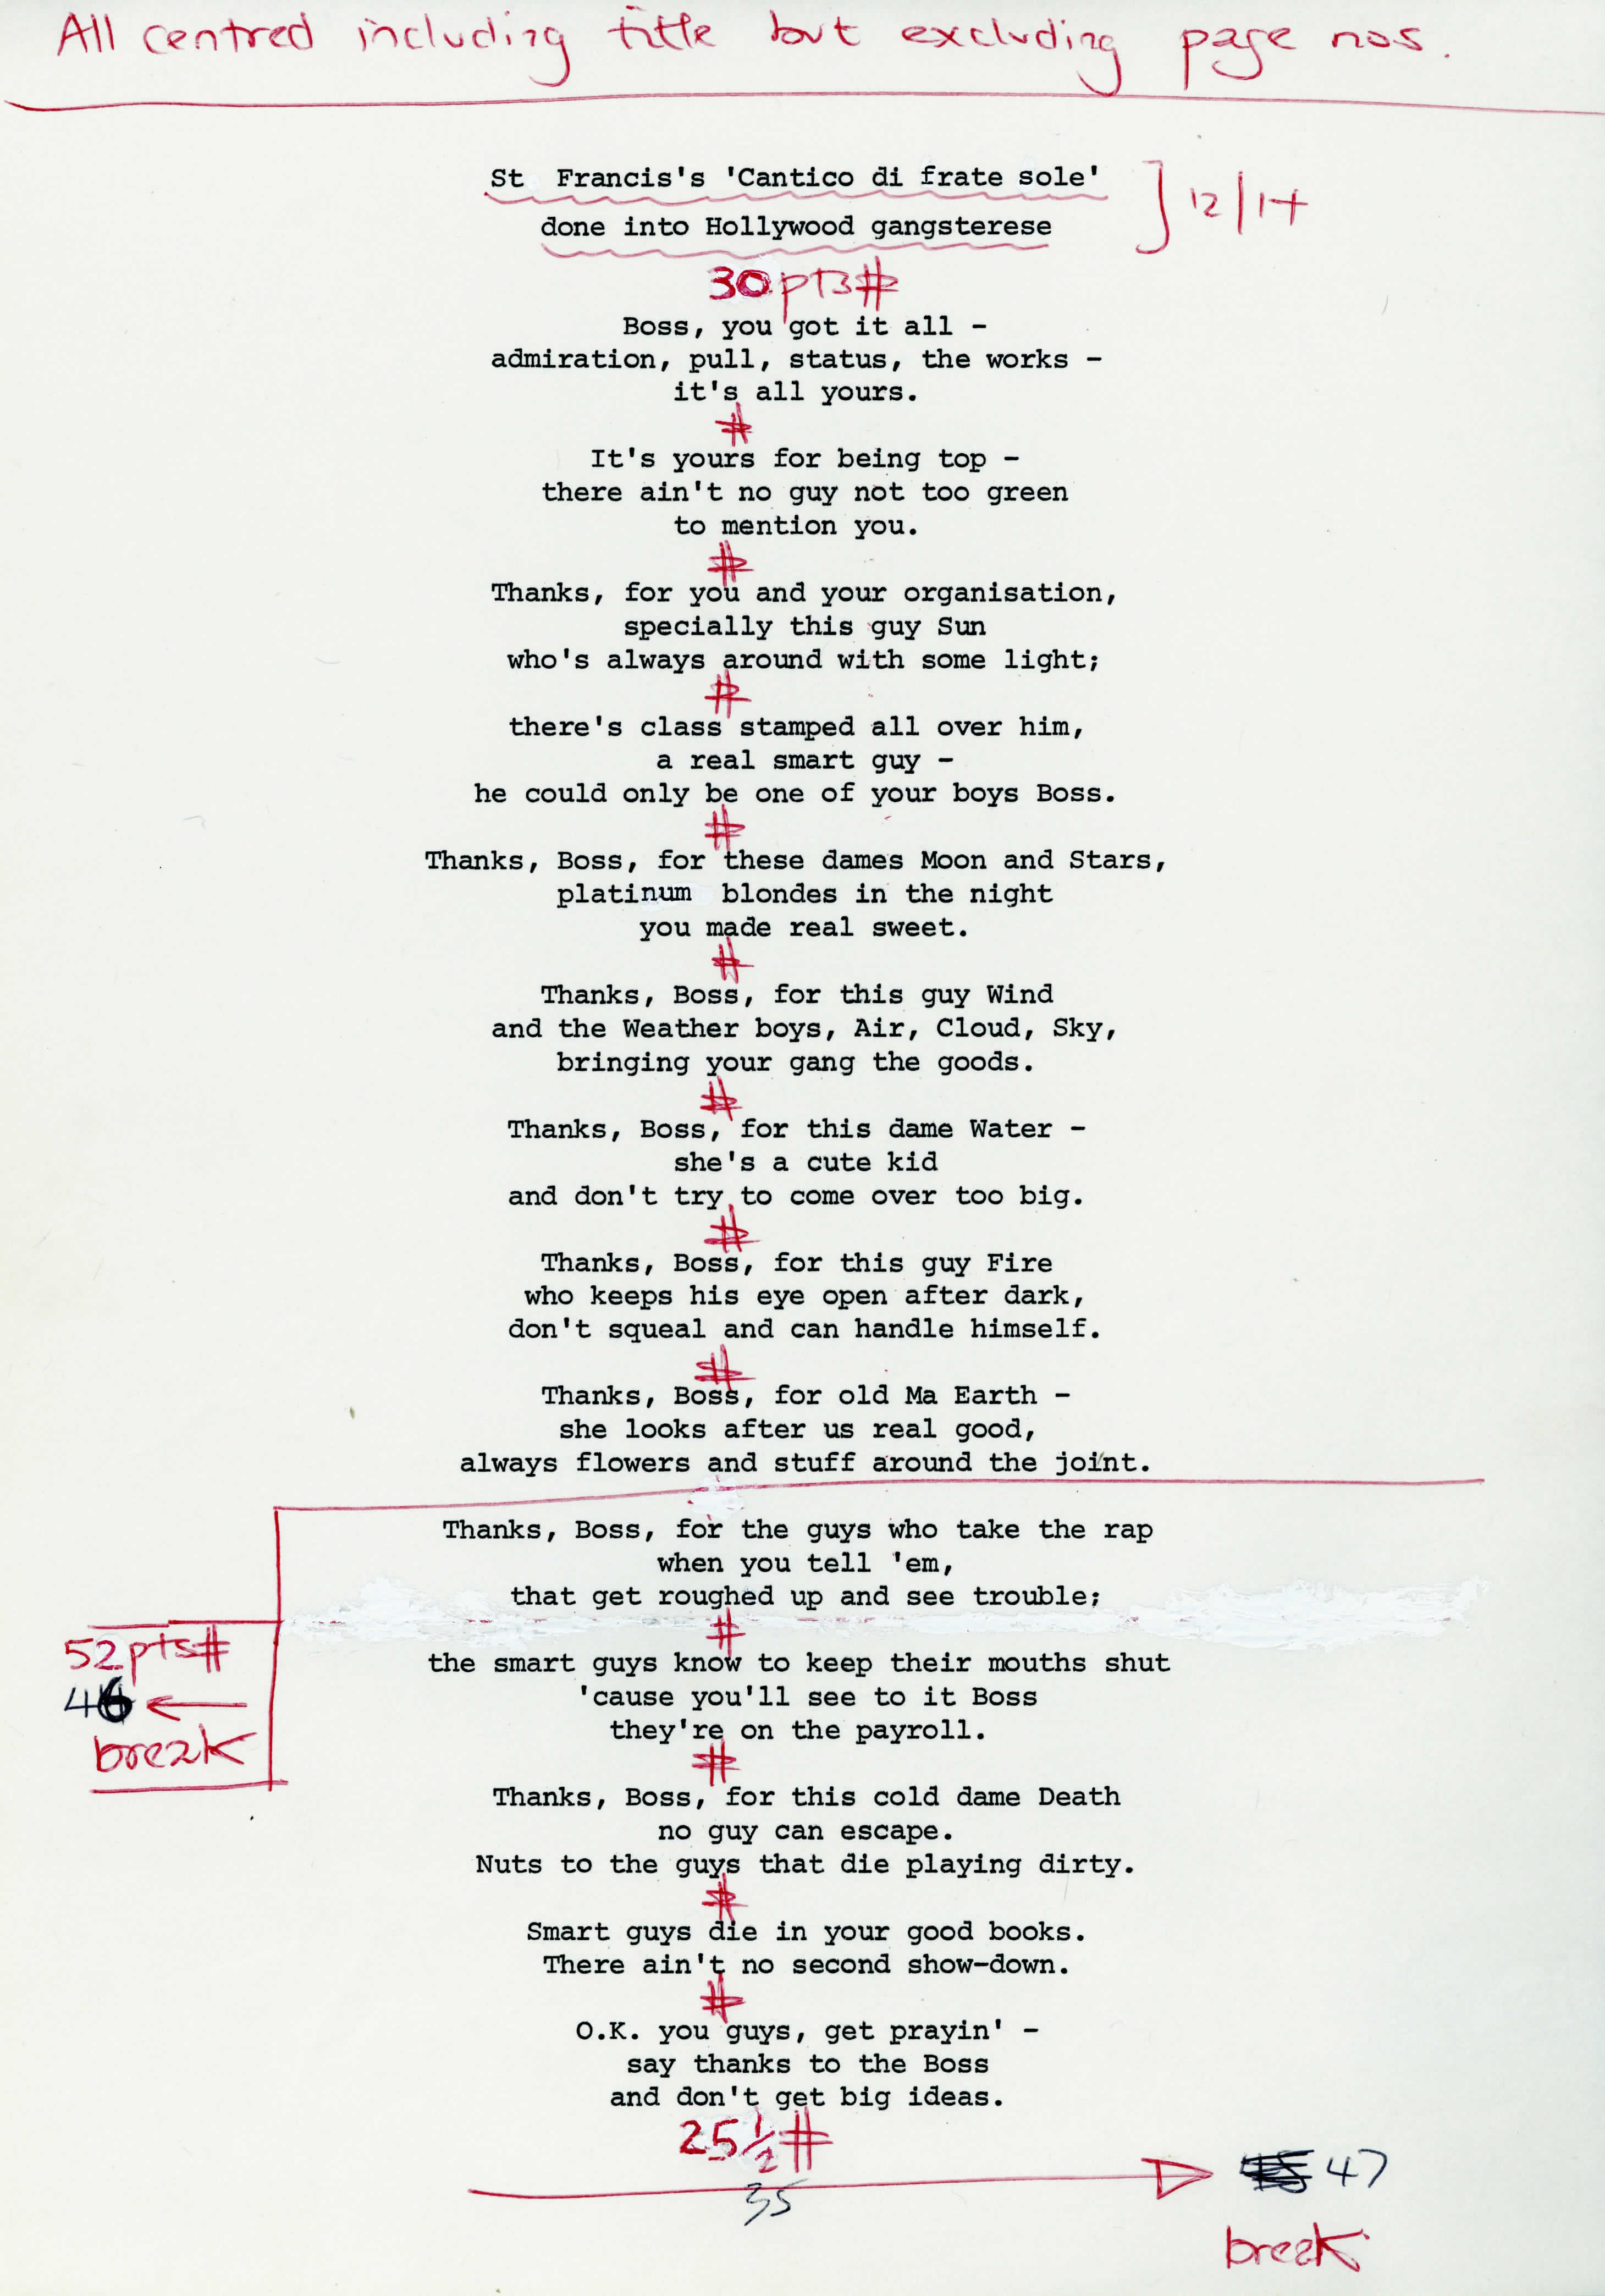 All centred including title but excluding page nos.
St Francis's 'Cantico di frate sole'
done into Hollywood gangsterese
] 12/14
30pts#
Boss, you got it all -
admiration, pull, status, the works -
it's all yours.
#
It's yours for being top -
there ain't no guy not too green
to mention you.
#
Thanks, for you and your organisation,
specially this guy Sun
who's always around with some light;
#
there's class stamped all over him,
a real smart guy -
he could only be one of your boys Boss.
#
Thanks, Boss, for these dames Moon and Stars,
platinum blondes in the night
you made real sweet.
#
Thanks, Boss, for this guy Wind
and the Weather boys, Air, Cloud, Sky,
bringing your gang the goods.
#
Thanks, Boss, for this dame Water -
she's a cute kid
and don't try to come over too big.
#
Thanks, Boss, for this guy Fire
who keeps his eye open after dark,
don't squeal and can handle himself.
#
Thanks, Boss, for old Ma Earth -
she looks after us real good,
always flowers and stuff around the joint.
Thanks, Boss, for the guys who take the rap
when you tell 'em,
that get roughed up and see trouble;
#
52pts#
46 ←
break
the smart guys know to keep their mouths shut
'cause you'll see to it Boss
they're on the payroll.
#
Thanks, Boss, for this cold dame Death
no guy can escape.
Nuts to the guys that die playing dirty.
#
Smart guys die in your good books.
There ain't no second show-down.
#
O.K. you guys, get prayin' -
say thanks to the Boss
and don't get big ideas.
25½#
47
35
break